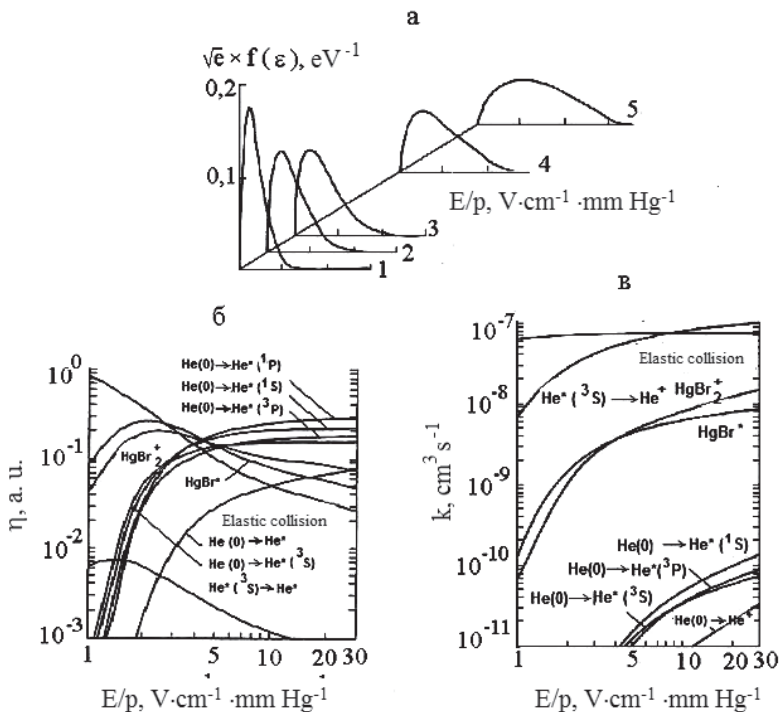 а
√e × f(ε), eV⁻¹
0,2
0,1
5
4
E/p, V·cm⁻¹ ·mm Hg⁻¹
3
2
1
б
η, a. u.
10⁰
10⁻¹
10⁻²
10⁻³
He(0)→He*(¹P)
He(0)→He*(¹S)
He(0)→He*(³P)
HgBr₂⁺
HgBr*
Elastic collision
He (0) →He*
He (0) →He* (³S)
He* (³S)→He*
1 5 10 20 30
E/p, V·cm⁻¹ ·mm Hg⁻¹
в
k, cm³ s⁻¹
10⁻⁷
10⁻⁸
10⁻⁹
10⁻¹⁰
10⁻¹¹
Elastic collision
He* (³S) →He⁺
HgBr₂⁺
HgBr*
He(0) →He* (¹S)
He(0)→He*(³P)
He(0)→He* (³S)
He(0)→He⁺
1 5 10 20 30
E/p, V·cm⁻¹ ·mm Hg⁻¹